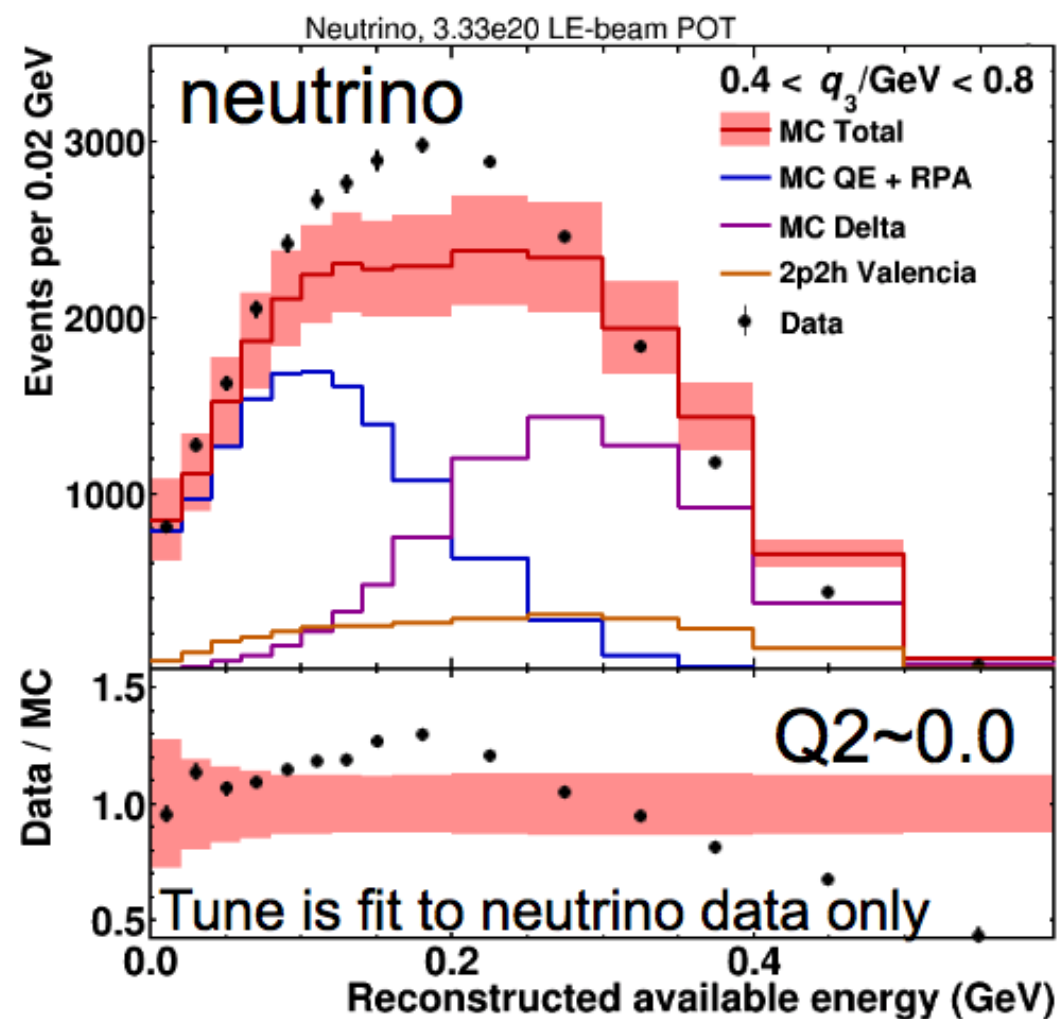 Neutrino, 3.33e20 LE-beam POT
Events per 0.02 GeV
neutrino
0.4 < q3/GeV < 0.8
MC Total
MC QE + RPA
MC Delta
2p2h Valencia
Data
3000
2000
1000
Data / MC
1.5
1.0
0.5
Q2~0.0
Tune is fit to neutrino data only
0.0 0.2 0.4
Reconstructed available energy (GeV)